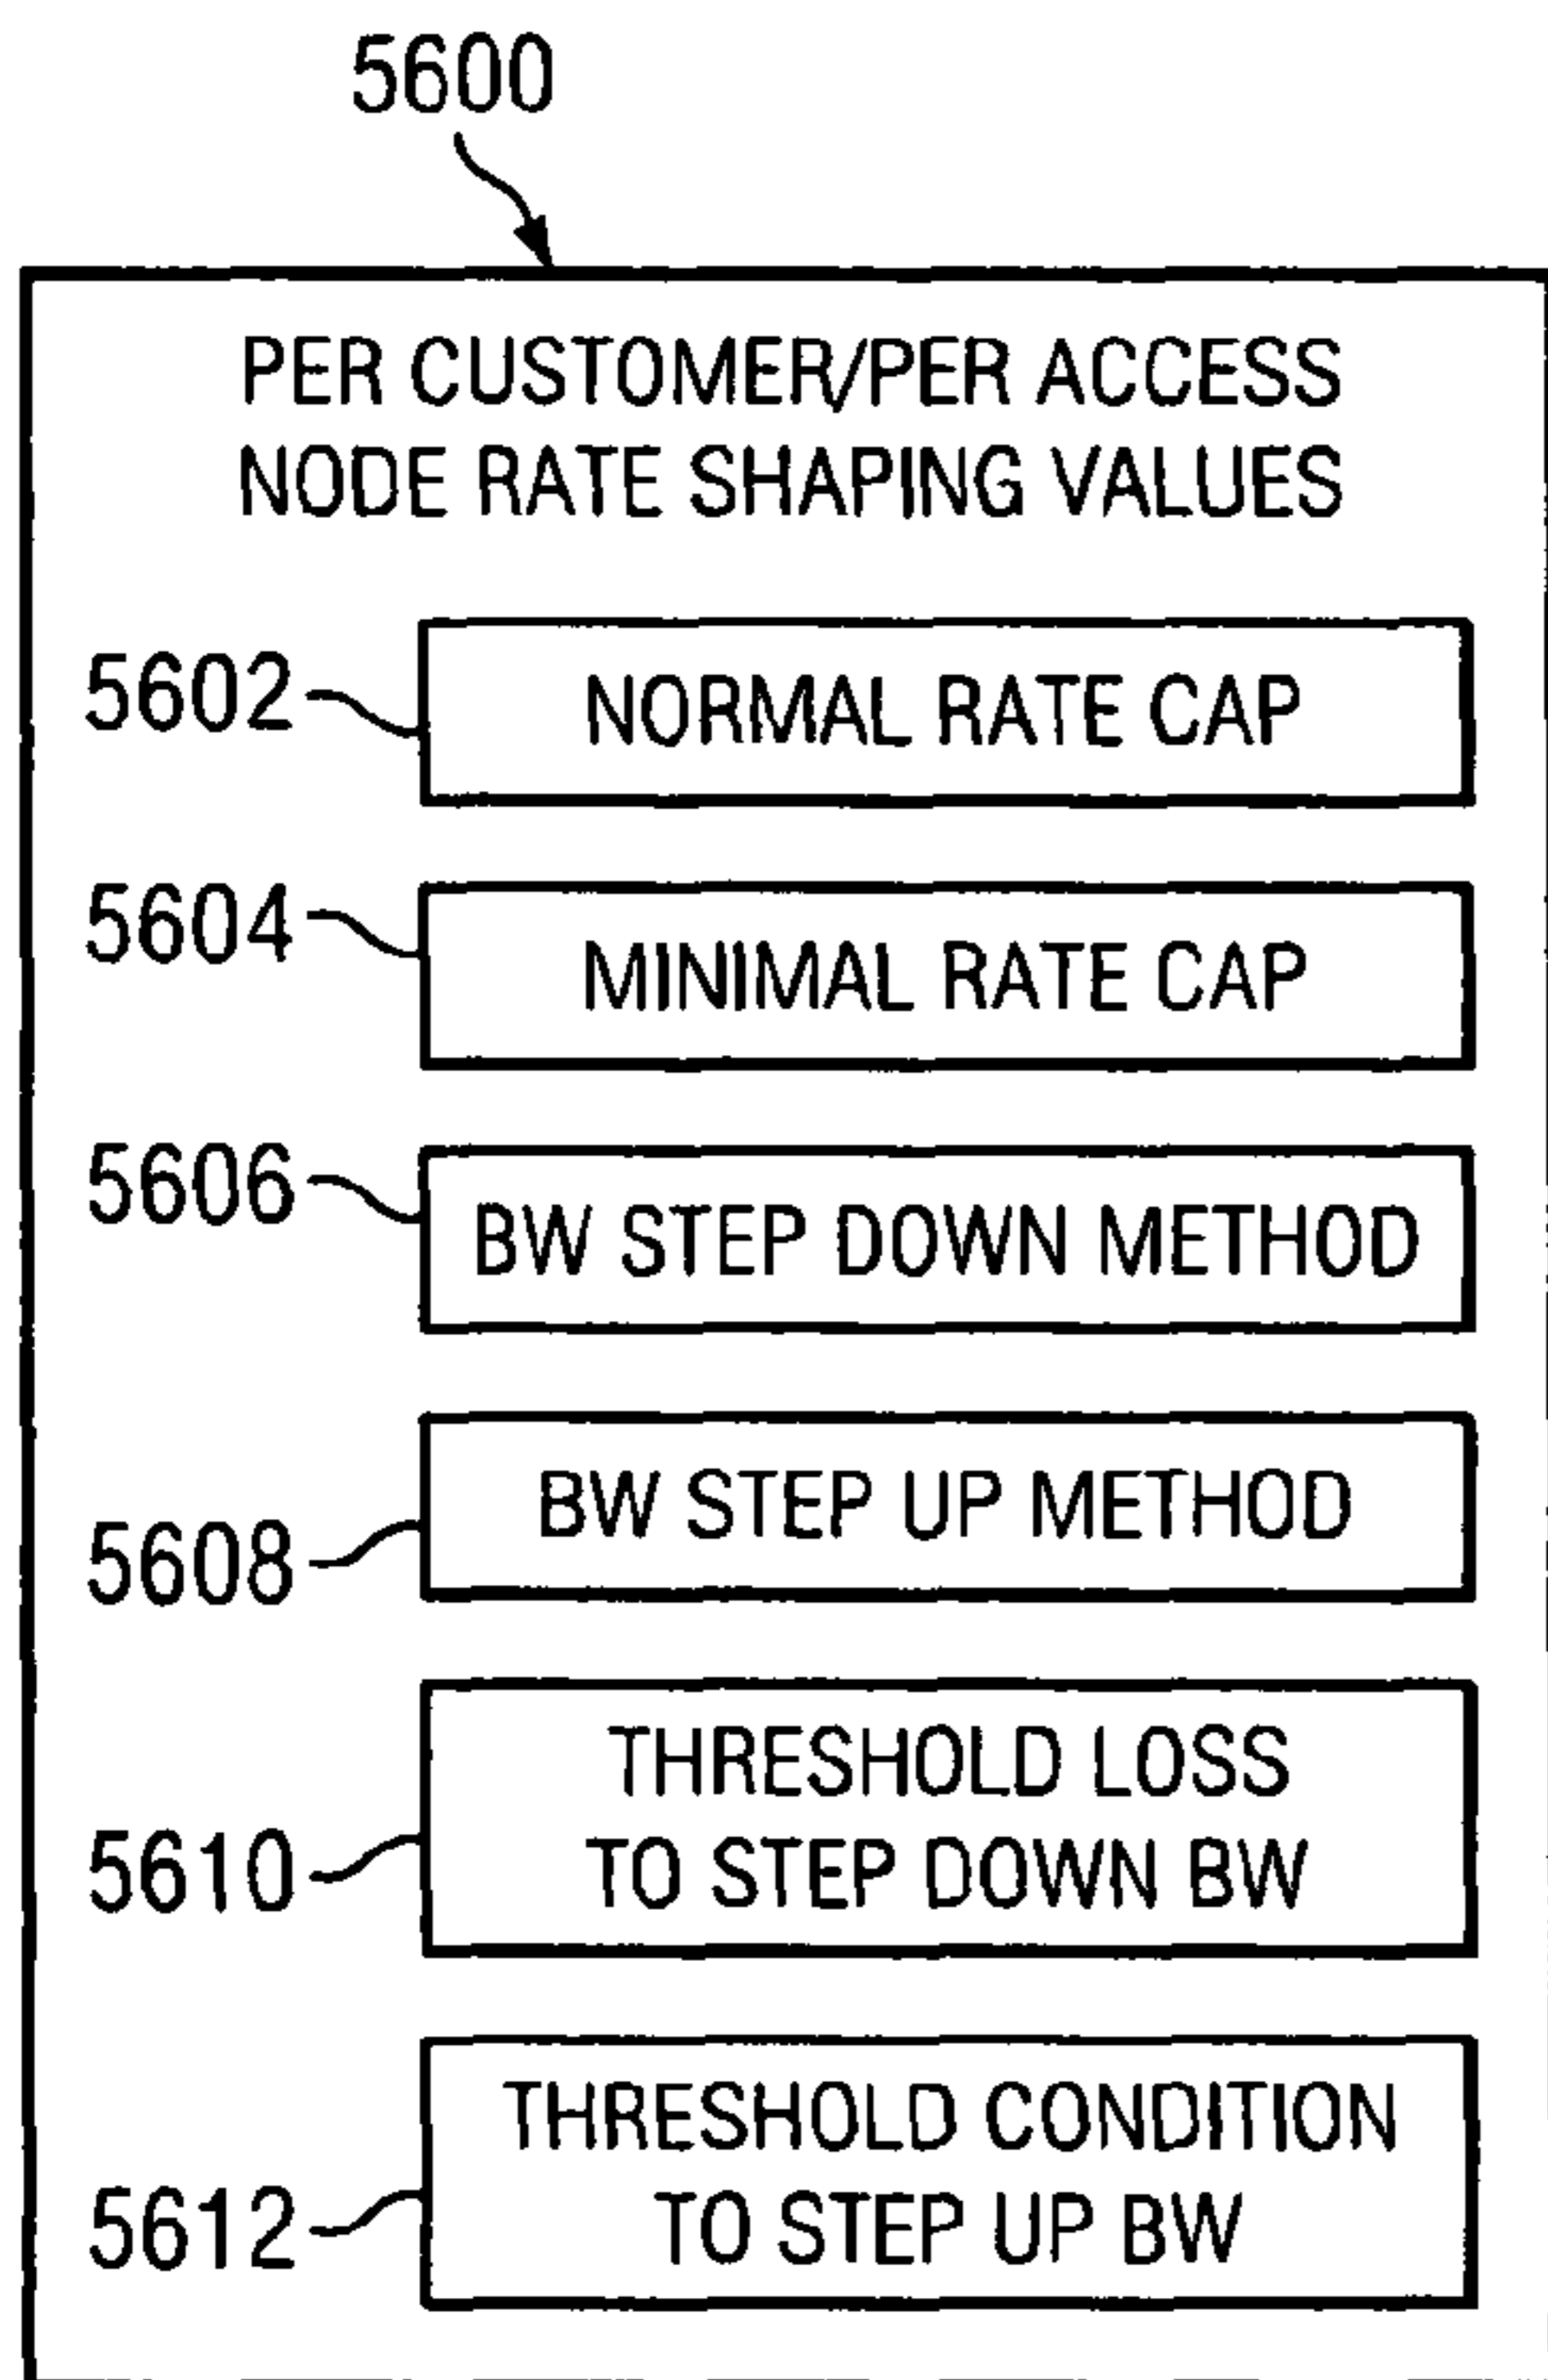 5600
PER CUSTOMER/PER ACCESS
NODE RATE SHAPING VALUES
5602
NORMAL RATE CAP
5604
MINIMAL RATE CAP
5606
BW STEP DOWN METHOD
5608
BW STEP UP METHOD
5610
THRESHOLD LOSS
TO STEP DOWN BW
5612
THRESHOLD CONDITION
TO STEP UP BW